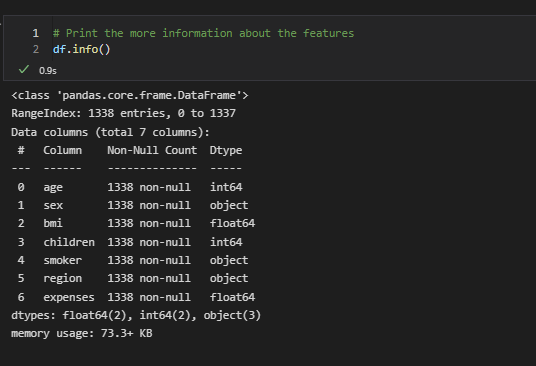 1 # Print the more information about the features
2 df.info()
0.9s
<class 'pandas.core.frame.DataFrame'>
RangeIndex: 1338 entries, 0 to 1337
Data columns (total 7 columns):
 #   Column    Non-Null Count  Dtype
---  ------    --------------  -----
 0   age       1338 non-null   int64
 1   sex       1338 non-null   object
 2   bmi       1338 non-null   float64
 3   children  1338 non-null   int64
 4   smoker    1338 non-null   object
 5   region    1338 non-null   object
 6   expenses  1338 non-null   float64
dtypes: float64(2), int64(2), object(3)
memory usage: 73.3+ KB